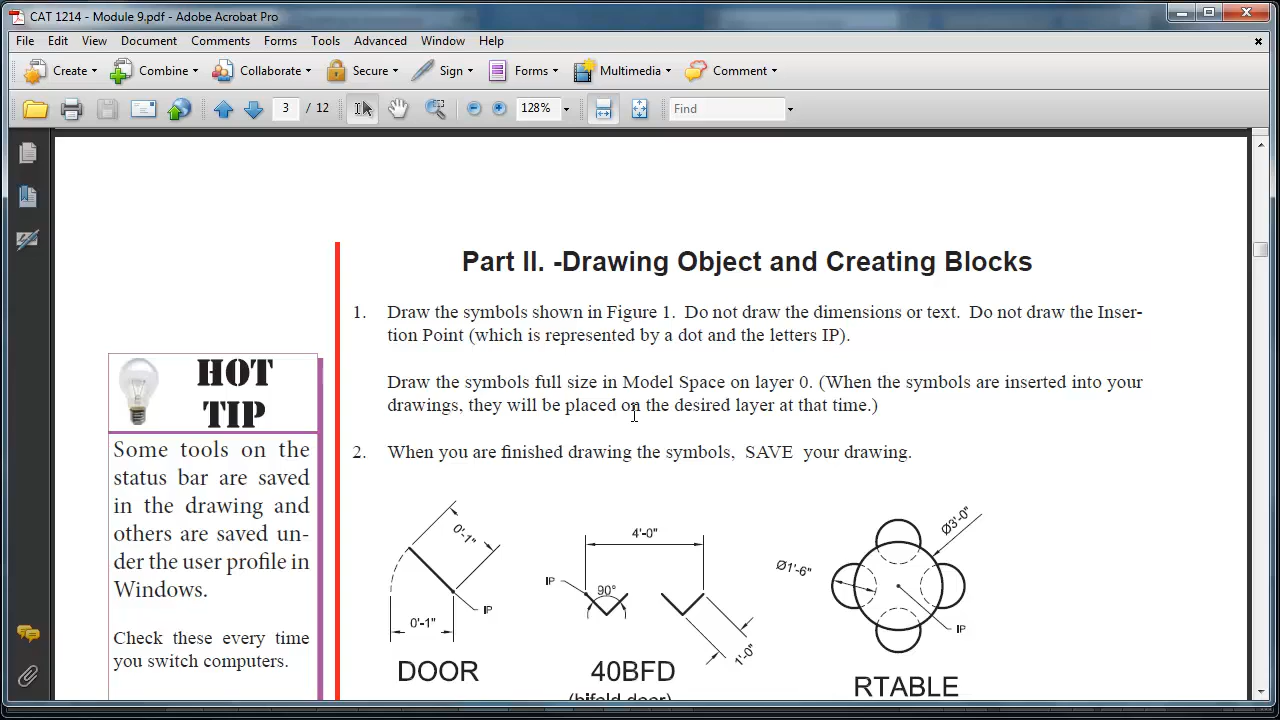 CAT 1214 - Module 9.pdf - Adobe Acrobat Pro
File Edit View Document Comments Forms Tools Advanced Window Help
Create Combine Collaborate Secure Sign Forms Multimedia Comment
3 / 12 128% Find
Part II. -Drawing Object and Creating Blocks
1. Draw the symbols shown in Figure 1. Do not draw the dimensions or text. Do not draw the Inser-
tion Point (which is represented by a dot and the letters IP).
Draw the symbols full size in Model Space on layer 0. (When the symbols are inserted into your
drawings, they will be placed on the desired layer at that time.)
2. When you are finished drawing the symbols, SAVE your drawing.
HOT
TIP
Some tools on the
status bar are saved
in the drawing and
others are saved un-
der the user profile in
Windows.
Check these every time
you switch computers.
0'-1"
0'-1"
IP
DOOR
4'-0"
IP
90°
1'-0"
40BFD
(bifold door)
Ø3'-0"
Ø1'-6"
IP
RTABLE